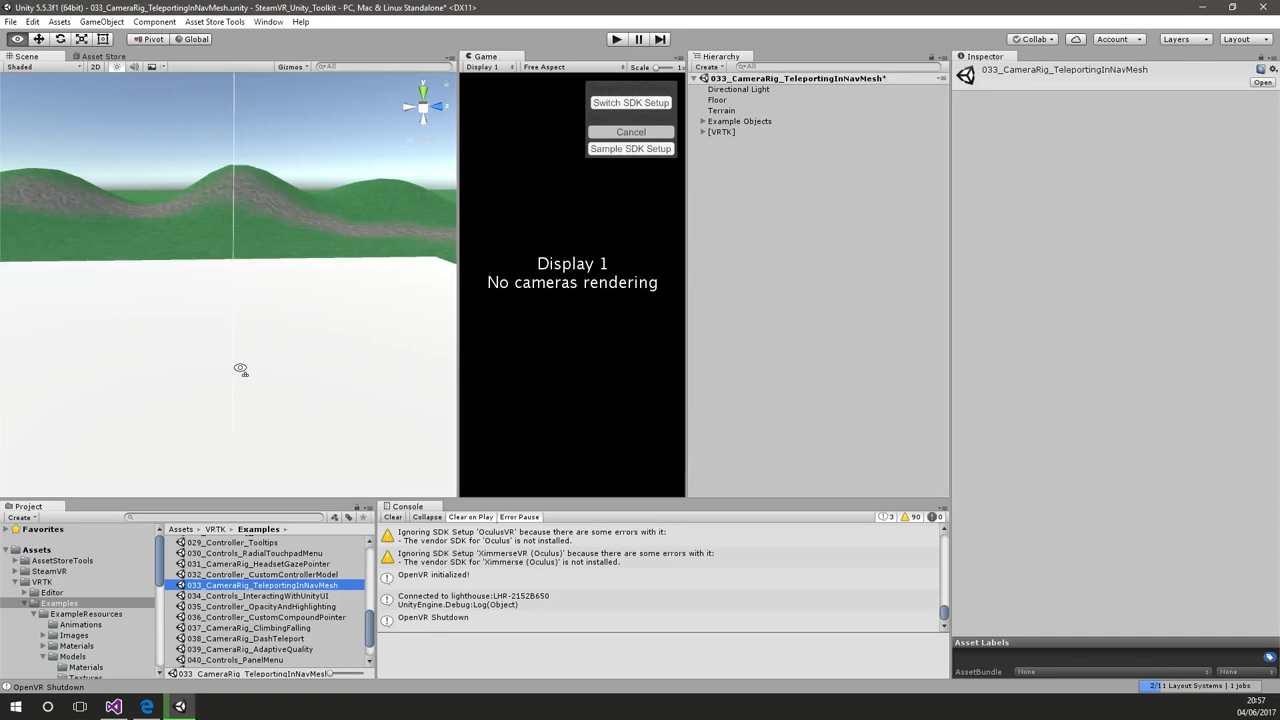 Unity 5.5.3f1 (64bit) - 033_CameraRig_TeleportingInNavMesh.unity - SteamVR_Unity_Toolkit - PC, Mac & Linux Standalone* <DX11>
File Edit Assets GameObject Component Asset Store Tools Window Help
Pivot Global Collab Account Layers Layout
Scene Asset Store Game Hierarchy Inspector
Shaded 2D Gizmos All Display 1 Free Aspect Scale 1x Create All
033_CameraRig_TeleportingInNavMesh
Open
033_CameraRig_TeleportingInNavMesh*
Directional Light
Floor
Terrain
Example Objects
[VRTK]
y
z
Switch SDK Setup
Cancel
Sample SDK Setup
Display 1
No cameras rendering
Project
Create
Favorites
Assets
AssetStoreTools
SteamVR
VRTK
Editor
Examples
ExampleResources
Animations
Images
Materials
Models
Materials
Textures
Assets VRTK Examples
029_Controller_Tooltips
030_Controls_RadialTouchpadMenu
031_CameraRig_HeadsetGazePointer
032_Controller_CustomControllerModel
033_CameraRig_TeleportingInNavMesh
034_Controls_InteractingWithUnityUI
035_Controller_OpacityAndHighlighting
036_Controller_CustomCompoundPointer
037_CameraRig_ClimbingFalling
038_CameraRig_DashTeleport
039_CameraRig_AdaptiveQuality
040_Controls_PanelMenu
033_CameraRig_TeleportingInNavMesh
Console
Clear Collapse Clear on Play Error Pause 3 90 0
Ignoring SDK Setup 'OculusVR' because there are some errors with it:
- The vendor SDK for 'Oculus' is not installed.
Ignoring SDK Setup 'XimmerseVR (Oculus)' because there are some errors with it:
- The vendor SDK for 'Ximmerse (Oculus)' is not installed.
OpenVR initialized!
Connected to lighthouse:LHR-21S2B650
UnityEngine.Debug:Log(Object)
OpenVR Shutdown
Asset Labels
AssetBundle None None
OpenVR Shutdown
2/11 Layout Systems | 1 jobs
20:57
04/06/2017